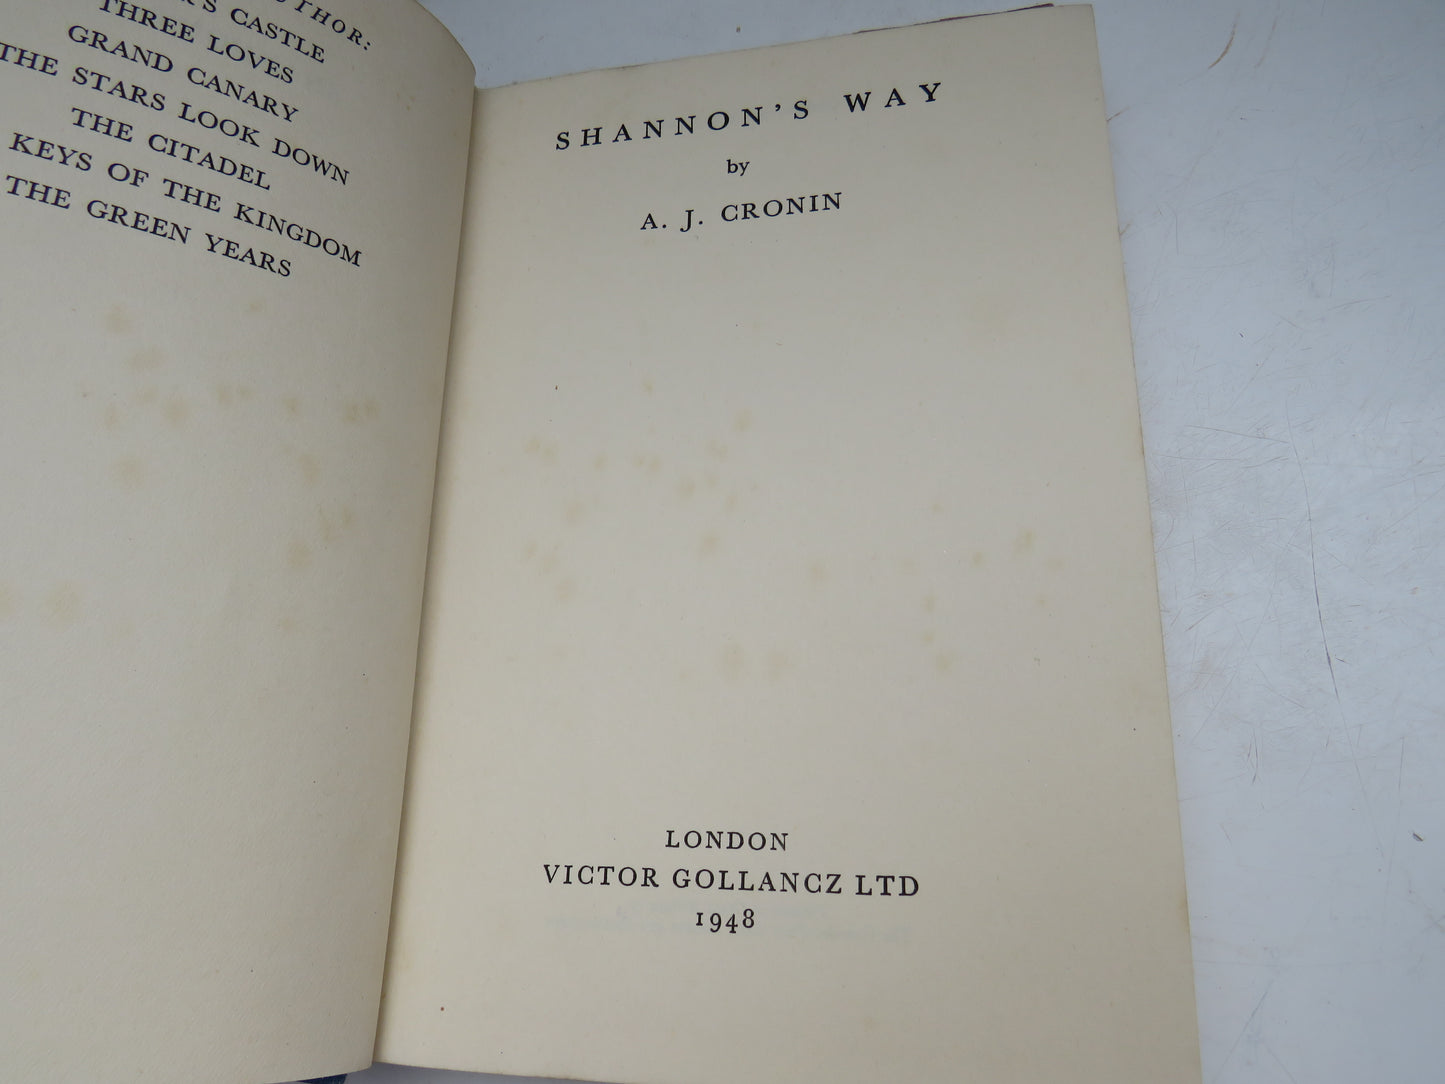 THOR:
CASTLE
THREE LOVES
GRAND CANARY
THE STARS LOOK DOWN
THE CITADEL
KEYS OF THE KINGDOM
THE GREEN YEARS
SHANNON'S WAY
by
A. J. CRONIN
LONDON
VICTOR GOLLANCZ LTD
1948